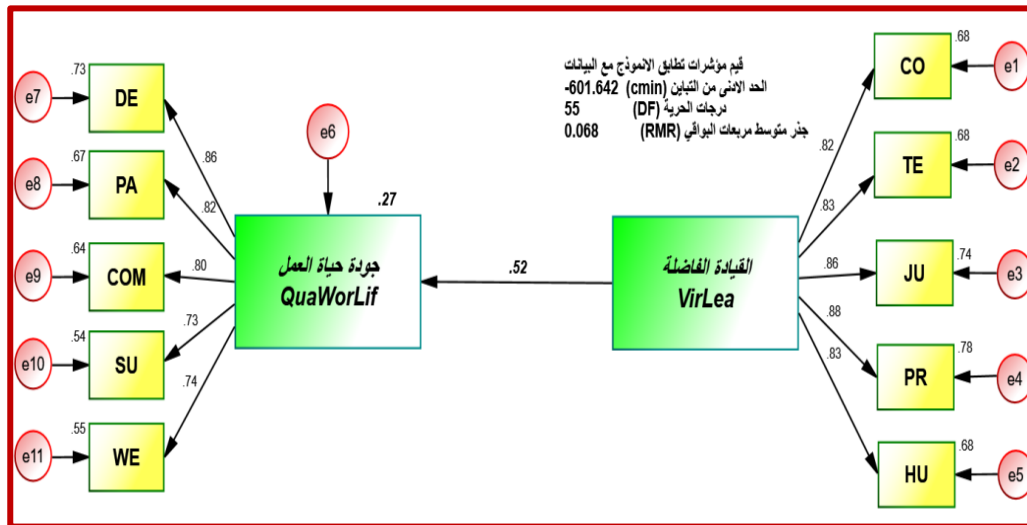 قيم مؤشرات تطابق الانموذج مع البيانات
الحد الادنى من التباين (cmin) 601.642-
درجات الحرية (DF) 55
جذر متوسط مربعات البواقي (RMR) 0.068
e7
.73
DE
.86
e8
.67
PA
.82
e9
.64
COM
.80
e10
.54
SU
.73
e11
.55
WE
.74
e6
.27
جودة حياة العمل
QuaWorLif
.52
القيادة الفاضلة
VirLea
.82
CO
.68
e1
.83
TE
.68
e2
.86
JU
.74
e3
.88
PR
.78
e4
.83
HU
.68
e5